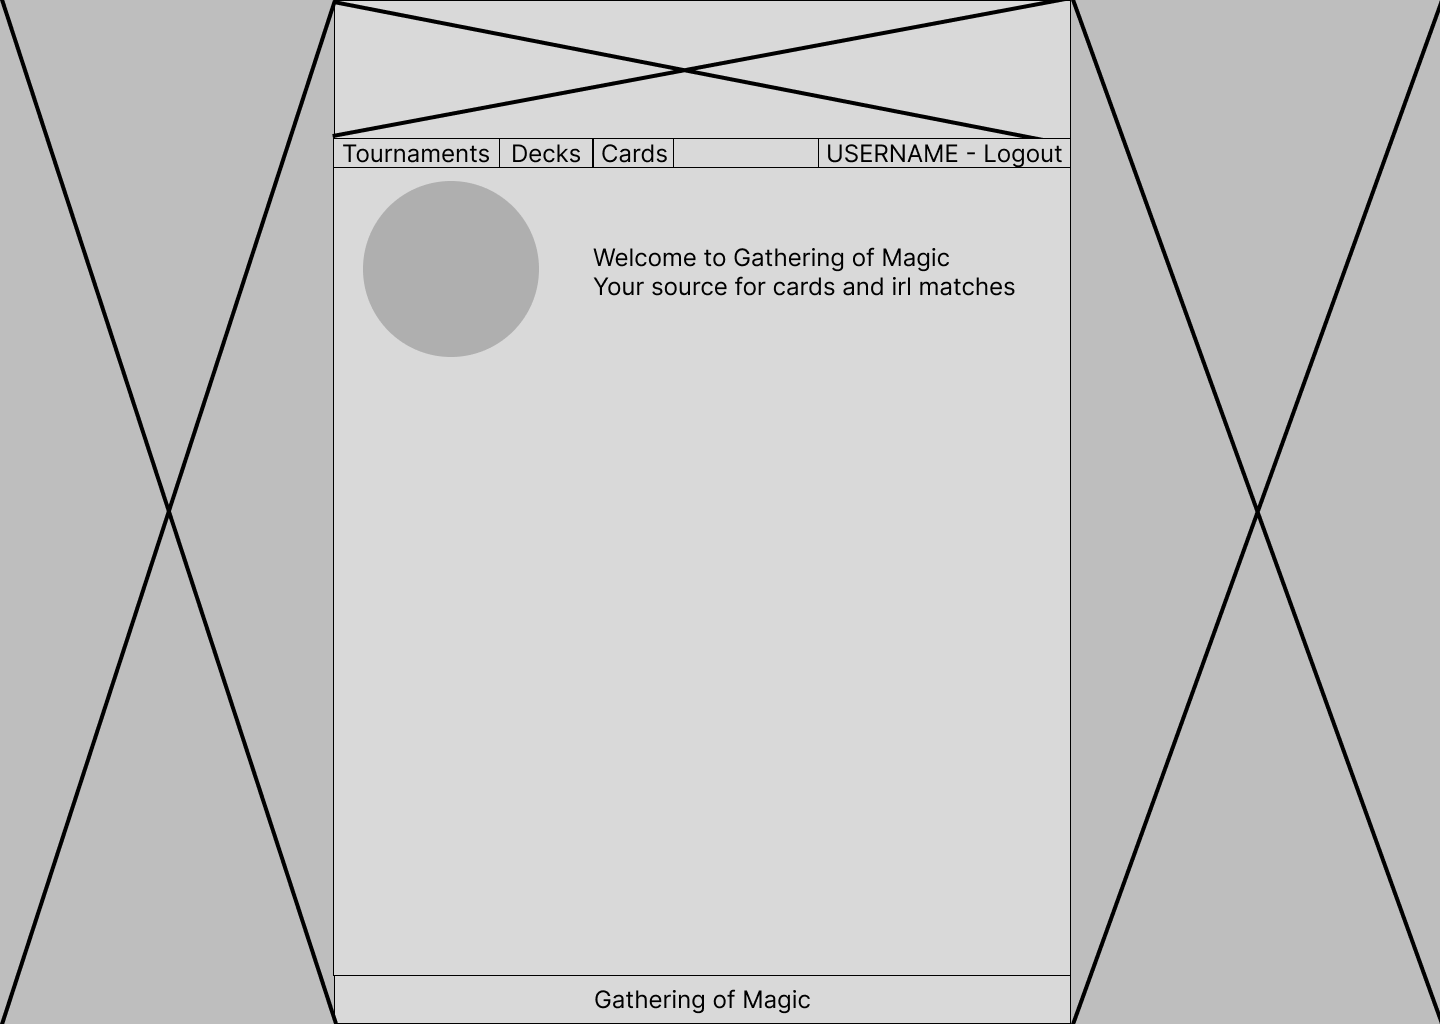 Tournaments Decks Cards USERNAME - Logout
Welcome to Gathering of Magic
Your source for cards and irl matches
Gathering of Magic